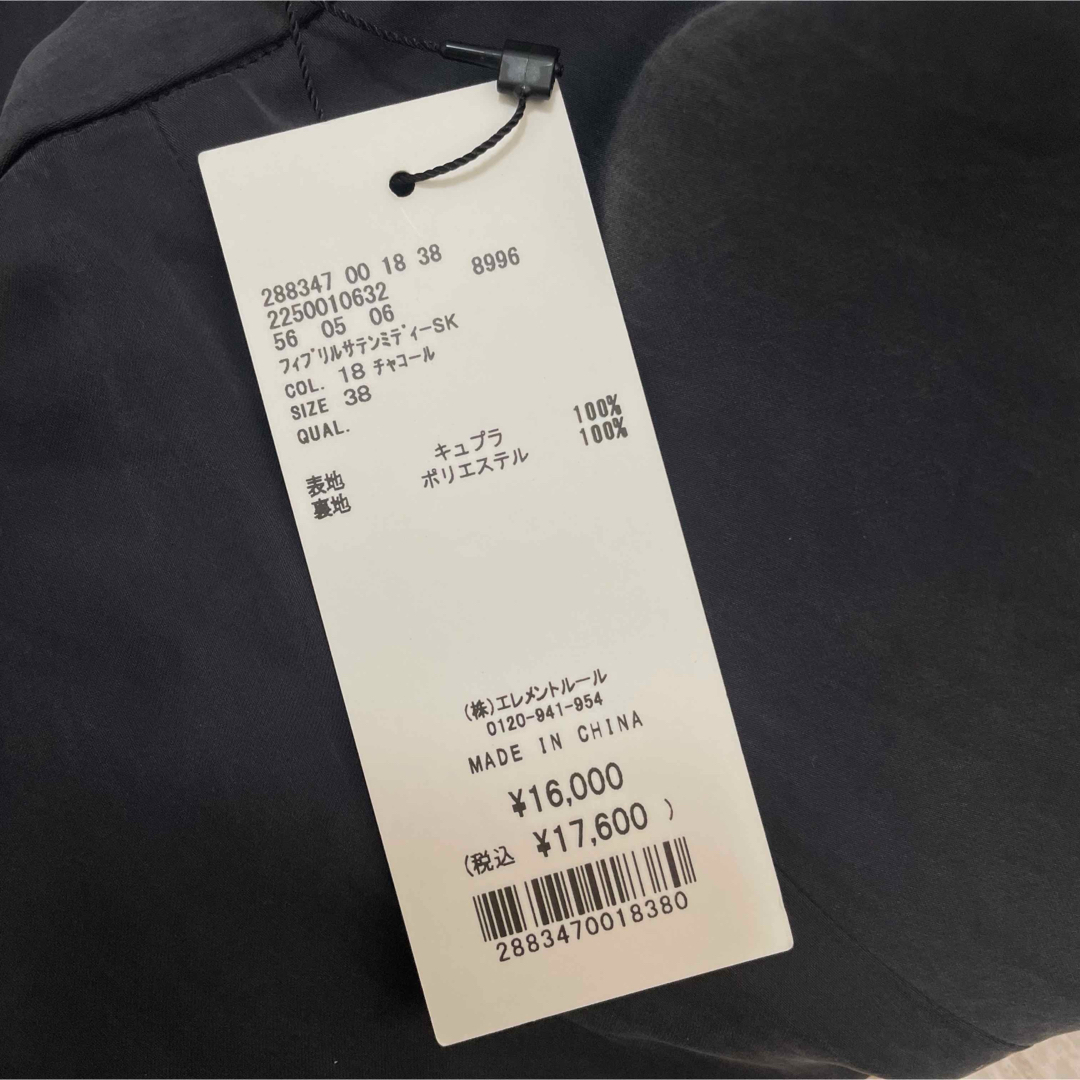 288347 00 18 38 8996
2250010632
56 05 06
ﾌｨﾌﾞﾘﾙｻﾃﾝﾐﾃﾞｨｰSK
COL. 18 ﾁｬｺｰﾙ
SIZE 38
QUAL.
表地 キュプラ 100%
裏地 ポリエステル 100%
(株)エレメントルール
0120-941-954
MADE IN CHINA
¥16,000
(税込 ¥17,600 )
2883470018380